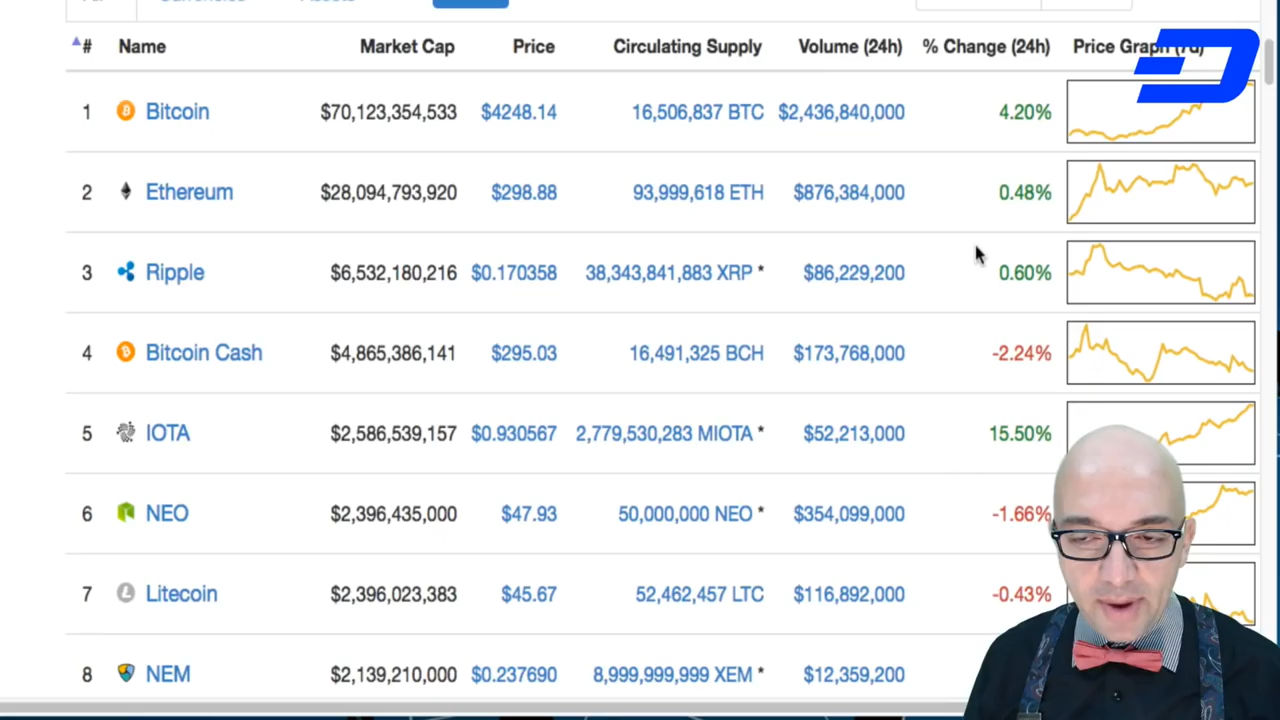 # Name Market Cap Price Circulating Supply Volume (24h) % Change (24h) Price Graph (7d)
1 Bitcoin $70,123,354,533 $4248.14 16,506,837 BTC $2,436,840,000 4.20%
2 Ethereum $28,094,793,920 $298.88 93,999,618 ETH $876,384,000 0.48%
3 Ripple $6,532,180,216 $0.170358 38,343,841,883 XRP * $86,229,200 0.60%
4 Bitcoin Cash $4,865,386,141 $295.03 16,491,325 BCH $173,768,000 -2.24%
5 IOTA $2,586,539,157 $0.930567 2,779,530,283 MIOTA * $52,213,000 15.50%
6 NEO $2,396,435,000 $47.93 50,000,000 NEO * $354,099,000 -1.66%
7 Litecoin $2,396,023,383 $45.67 52,462,457 LTC $116,892,000 -0.43%
8 NEM $2,139,210,000 $0.237690 8,999,999,999 XEM * $12,359,200